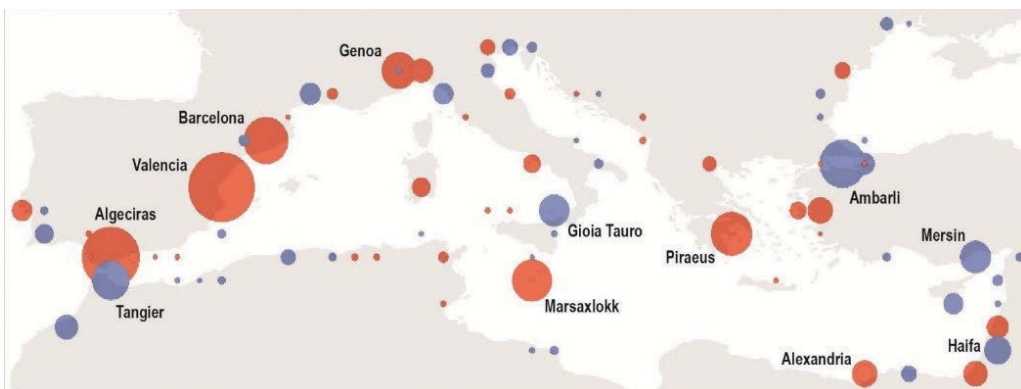 Genoa
Barcelona
Valencia
Algeciras
Tangier
Gioia Tauro
Marsaxlokk
Piraeus
Ambarli
Mersin
Haifa
Alexandria